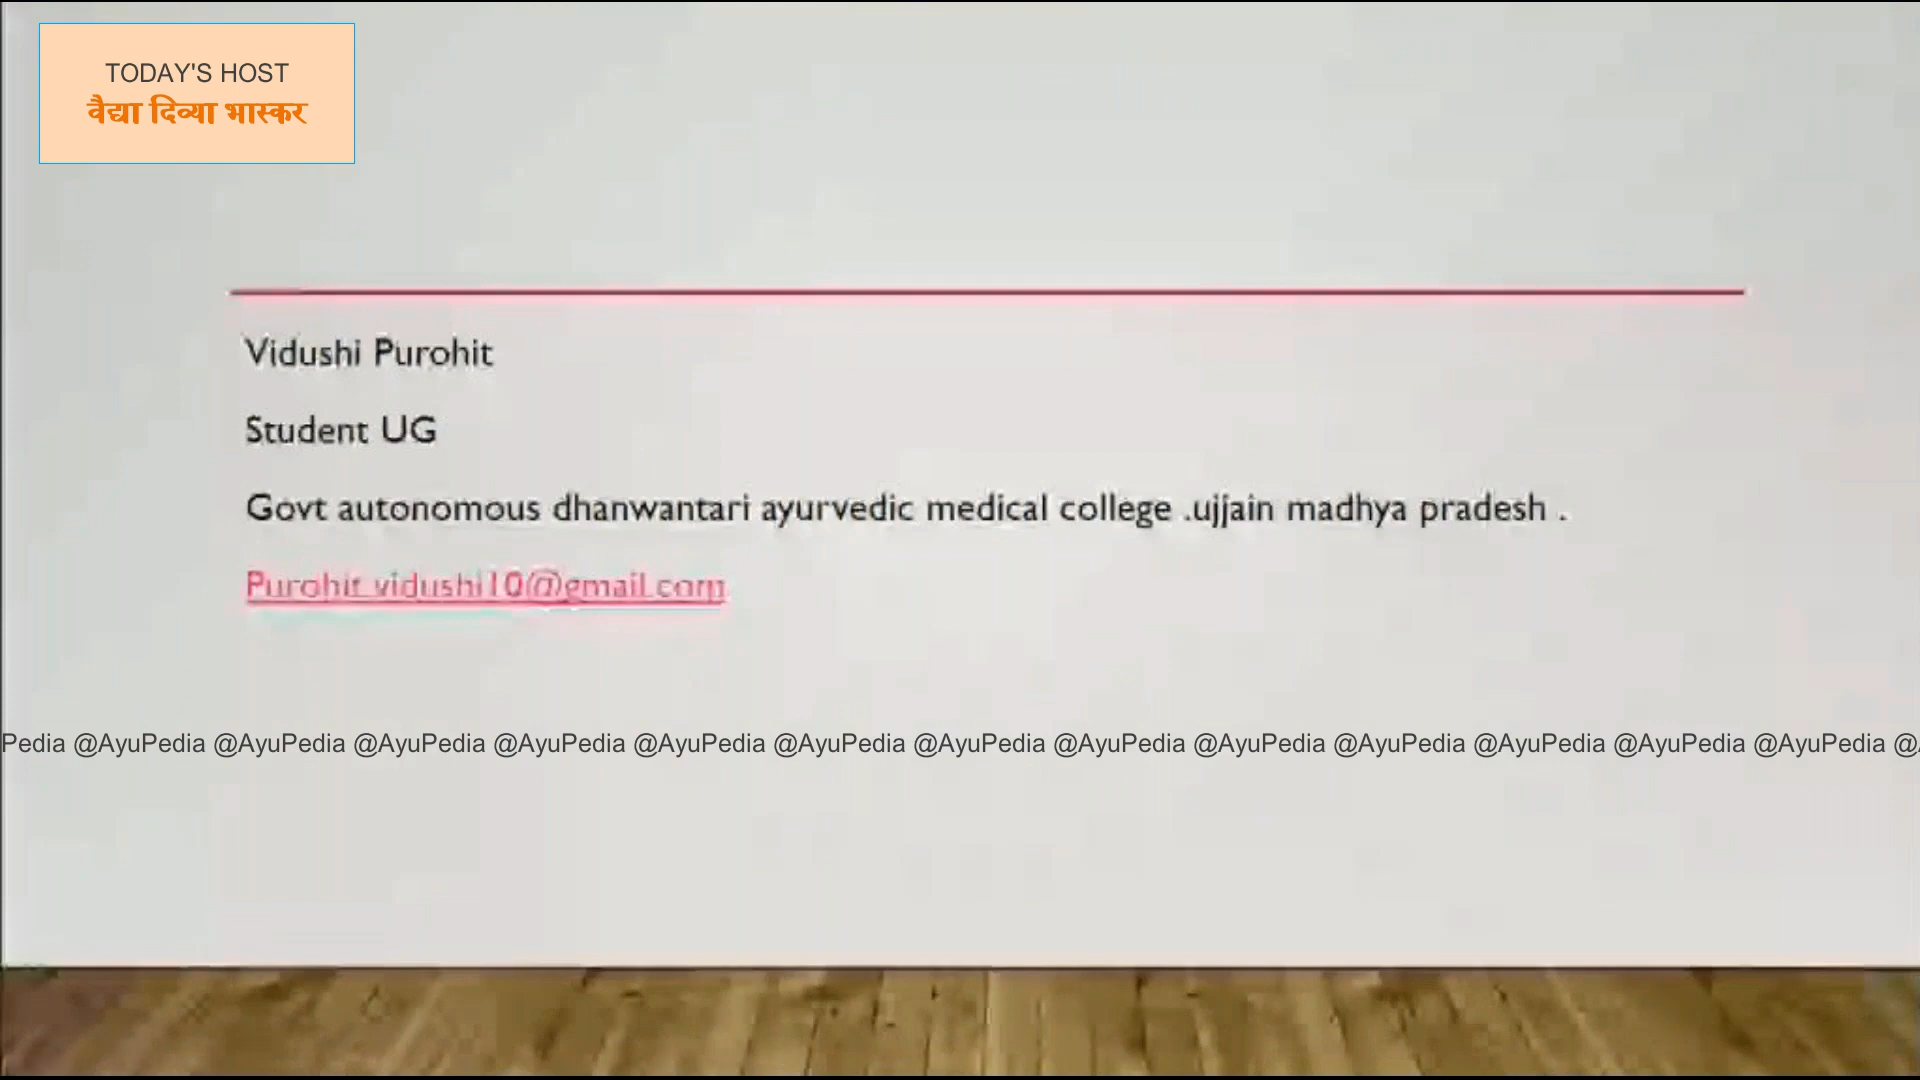 TODAY'S HOST
वैद्या दिव्या भास्कर
Vidushi Purohit
Student UG
Govt autonomous dhanwantari ayurvedic medical college .ujjain madhya pradesh .
Purohit.vidushi10@gmail.com
Pedia @AyuPedia @AyuPedia @AyuPedia @AyuPedia @AyuPedia @AyuPedia @AyuPedia @AyuPedia @AyuPedia @AyuPedia @AyuPedia @AyuPedia @AyuPedia @